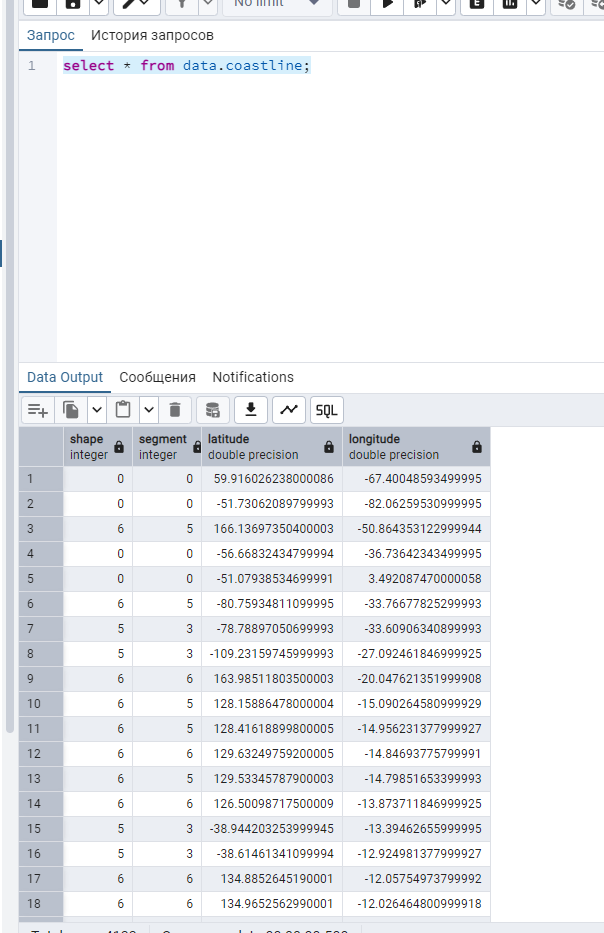 No limit
Запрос История запросов
1 select * from data.coastline;
Data Output Сообщения Notifications
SQL
shape segment latitude longitude
integer integer double precision double precision
1 0 0 59.916026238000086 -67.40048593499995
2 0 0 -51.73062089799993 -82.06259530999995
3 6 5 166.13697350400003 -50.864353122999944
4 0 0 -56.66832434799994 -36.73642343499995
5 0 0 -51.07938534699991 3.492087470000058
6 6 5 -80.75934811099995 -33.76677825299993
7 5 3 -78.78897050699993 -33.60906340899993
8 5 3 -109.23159745999993 -27.092461846999925
9 6 6 163.98511803500003 -20.047621351999908
10 6 5 128.15886478000004 -15.090264580999929
11 6 5 128.41618899800005 -14.956231377999927
12 6 6 129.63249759200005 -14.84693775799991
13 6 5 129.53345787900003 -14.79851653399993
14 6 6 126.50098717500009 -13.873711846999925
15 5 3 -38.944203253999945 -13.39462655999995
16 5 3 -38.61461341099994 -12.924981377999927
17 6 6 134.8852645190001 -12.05754973799992
18 6 6 134.9652562990001 -12.026464800999918